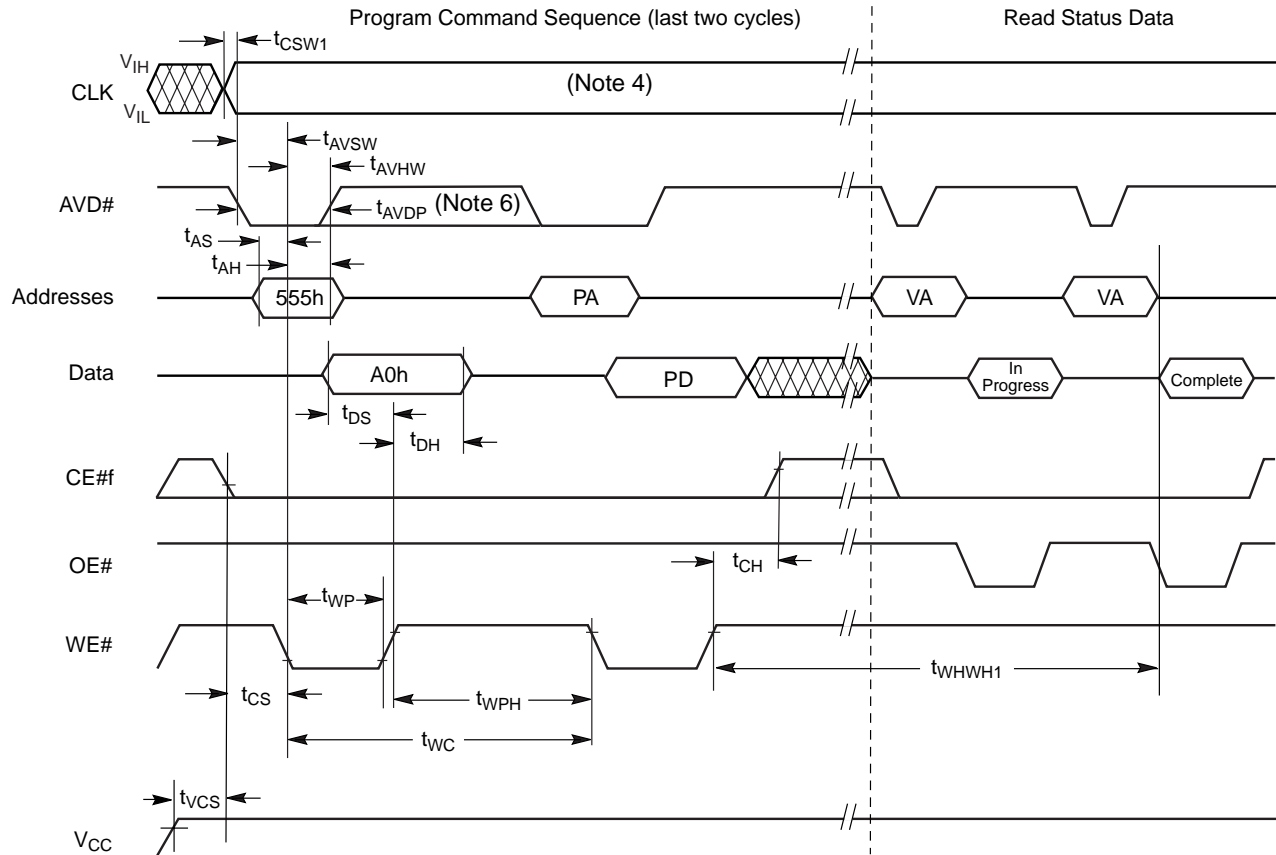 Program Command Sequence (last two cycles)
Read Status Data
tCSW1
VIH
CLK
VIL
(Note 4)
tAVSW
tAVHW
AVD#
tAVDP
(Note 6)
tAS
tAH
Addresses
555h
PA
VA
VA
Data
A0h
PD
In
Progress
Complete
tDS
tDH
CE#f
OE#
tCH
tWP
WE#
tWHWH1
tCS
tWPH
tWC
tVCS
VCC